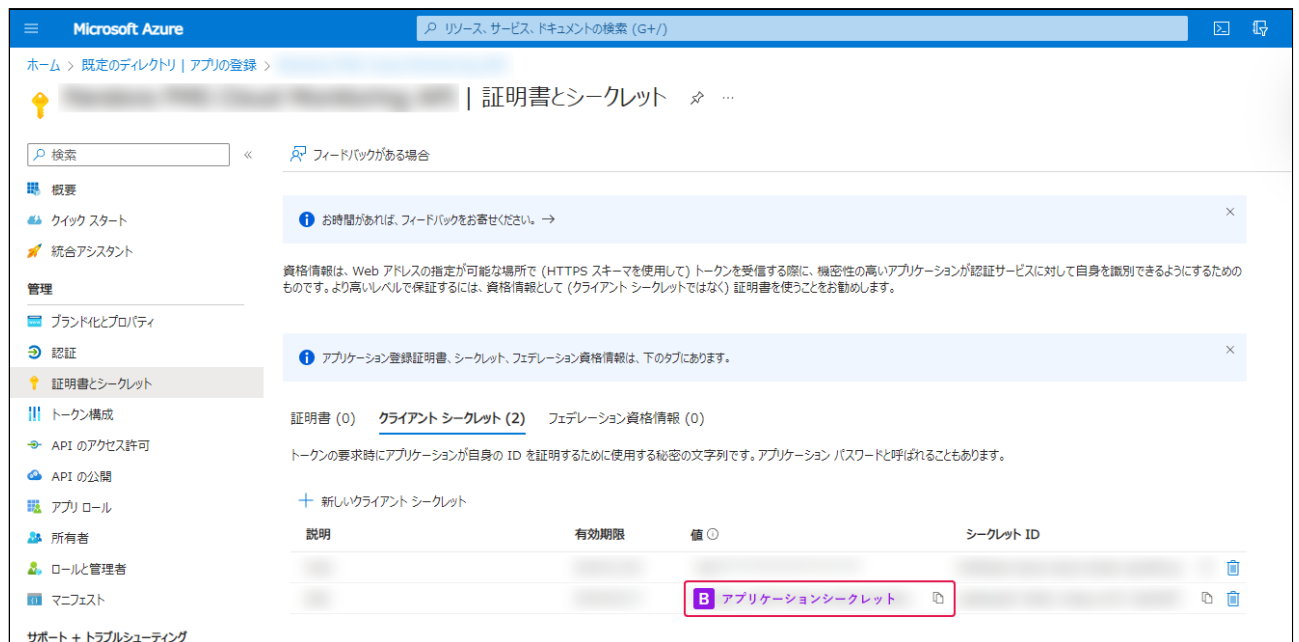 Microsoft Azure
リソース、サービス、ドキュメントの検索 (G+/)
ホーム > 既定のディレクトリ | アプリの登録 >
| 証明書とシークレット ...
検索 «
フィードバックがある場合
概要
クイック スタート
お時間があれば、フィードバックをお寄せください。 →
統合アシスタント
資格情報は、Web アドレスの指定が可能な場所で (HTTPS スキーマを使用して) トークンを受信する際に、機密性の高いアプリケーションが認証サービスに対して自身を識別できるようにするための
ものです。より高いレベルで保証するには、資格情報として (クライアント シークレットではなく) 証明書を使うことをお勧めします。
管理
ブランド化とプロパティ
認証
アプリケーション登録証明書、シークレット、フェデレーション資格情報は、下のタブにあります。
証明書とシークレット
トークン構成
証明書 (0) クライアント シークレット (2) フェデレーション資格情報 (0)
API のアクセス許可
トークンの要求時にアプリケーションが自身の ID を証明するために使用する秘密の文字列です。アプリケーション パスワードと呼ばれることもあります。
API の公開
アプリ ロール
新しいクライアント シークレット
所有者
説明 有効期限 値 シークレット ID
ロールと管理者
マニフェスト
B アプリケーションシークレット
サポート + トラブルシューティング